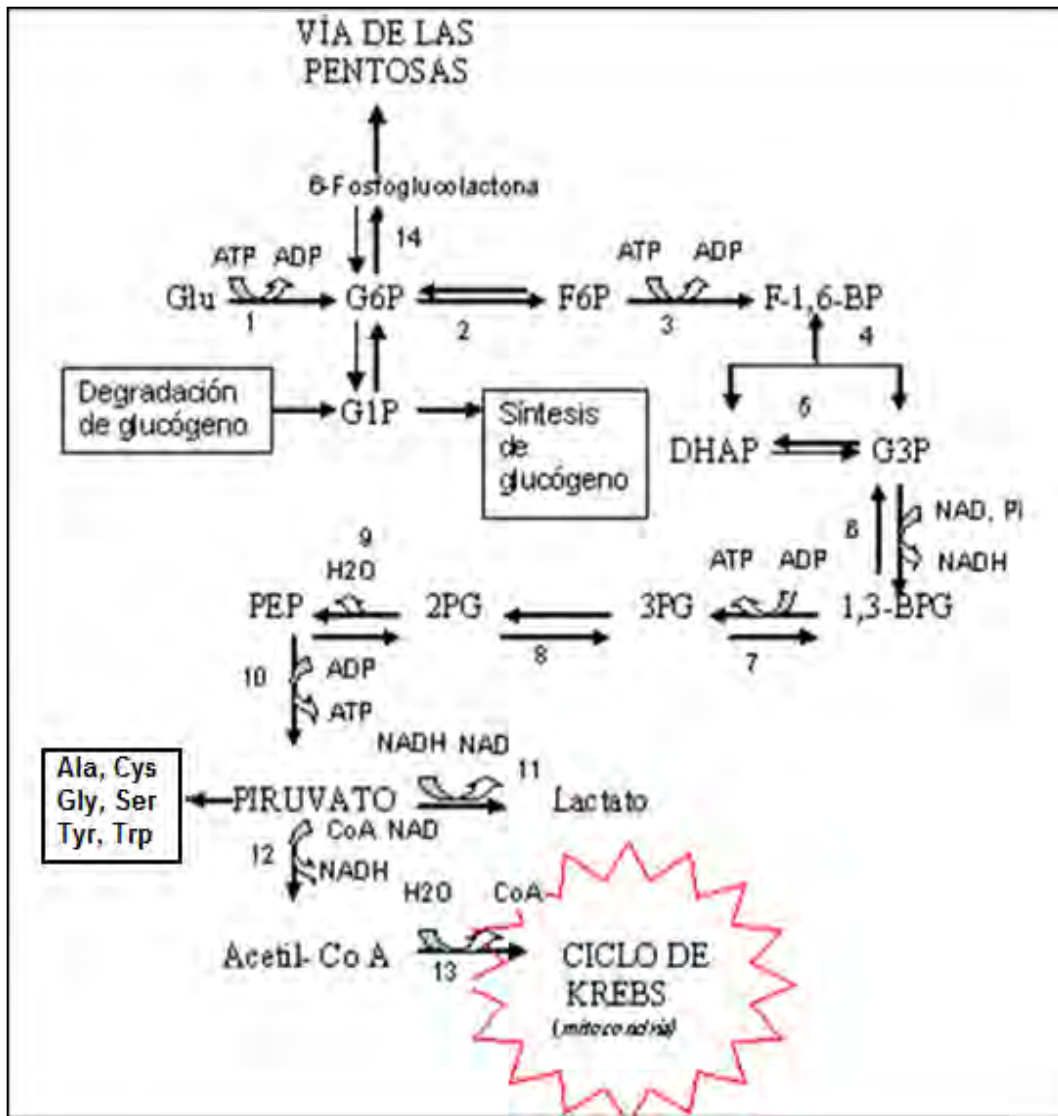 VÍA DE LAS
PENTOSAS
6-Fosfoglucolactona
14
ATP ADP
ATP ADP
Glu
G6P
F6P
F-1,6-BP
1
2
3
4
Degradación
de glucógeno
G1P
Síntesis
de
glucógeno
5
DHAP
G3P
NAD, Pi
NADH
6
9
H2O
ATP ADP
PEP
2PG
3PG
1,3-BPG
8
7
10
ADP
ATP
NADH NAD
11
Ala, Cys
Gly, Ser
Tyr, Trp
PIRUVATO
Lactato
CoA NAD
12
NADH
H2O CoA
Acetil-Co A
13
CICLO DE
KREBS
(mitocondria)